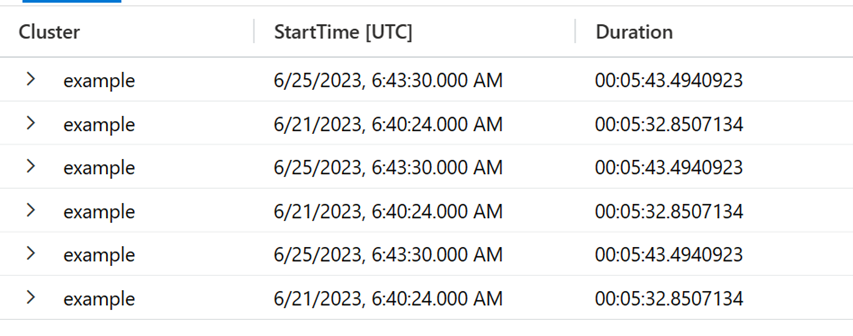 Cluster StartTime [UTC] Duration
example 6/25/2023, 6:43:30.000 AM 00:05:43.4940923
example 6/21/2023, 6:40:24.000 AM 00:05:32.8507134
example 6/25/2023, 6:43:30.000 AM 00:05:43.4940923
example 6/21/2023, 6:40:24.000 AM 00:05:32.8507134
example 6/25/2023, 6:43:30.000 AM 00:05:43.4940923
example 6/21/2023, 6:40:24.000 AM 00:05:32.8507134